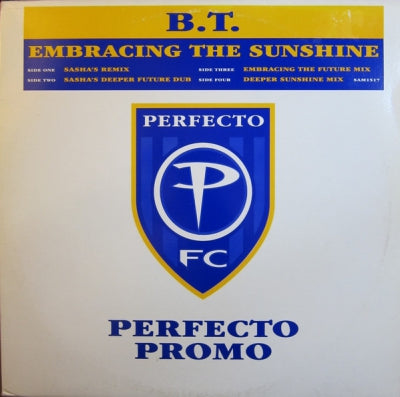 B.T.
EMBRACING THE SUNSHINE
SIDE ONE SASHA'S REMIX SIDE THREE EMBRACING THE FUTURE MIX
SIDE TWO SASHA'S DEEPER FUTURE DUB SIDE FOUR DEEPER SUNSHINE MIX SAM1517
PERFECTO
P
FC
PERFECTO
PROMO